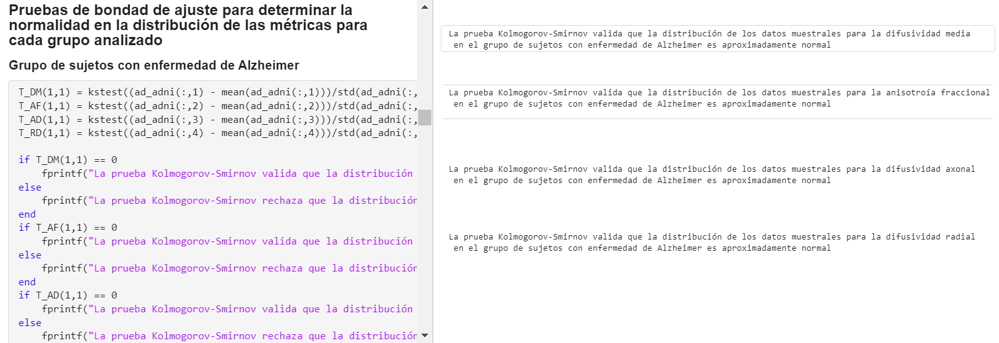 Pruebas de bondad de ajuste para determinar la
normalidad en la distribución de las métricas para
cada grupo analizado
Grupo de sujetos con enfermedad de Alzheimer
T_DM(1,1) = kstest((ad_adni(:,1) - mean(ad_adni(:,1)))/std(ad_adni(:,
T_AF(1,1) = kstest((ad_adni(:,2) - mean(ad_adni(:,2)))/std(ad_adni(:,
T_AD(1,1) = kstest((ad_adni(:,3) - mean(ad_adni(:,3)))/std(ad_adni(:,
T_RD(1,1) = kstest((ad_adni(:,4) - mean(ad_adni(:,4)))/std(ad_adni(:,
if T_DM(1,1) == 0
fprintf("La prueba Kolmogorov-Smirnov valida que la distribución
else
fprintf("La prueba Kolmogorov-Smirnov rechaza que la distribución
end
if T_AF(1,1) == 0
fprintf("La prueba Kolmogorov-Smirnov valida que la distribución
else
fprintf("La prueba Kolmogorov-Smirnov rechaza que la distribución
end
if T_AD(1,1) == 0
fprintf("La prueba Kolmogorov-Smirnov valida que la distribución
else
fprintf("La prueba Kolmogorov-Smirnov rechaza que la distribución
La prueba Kolmogorov-Smirnov valida que la distribución de los datos muestrales para la difusividad media
en el grupo de sujetos con enfermedad de Alzheimer es aproximadamente normal
La prueba Kolmogorov-Smirnov valida que la distribución de los datos muestrales para la anisotroía fraccional
en el grupo de sujetos con enfermedad de Alzheimer es aproximadamente normal
La prueba Kolmogorov-Smirnov valida que la distribución de los datos muestrales para la difusividad axonal
en el grupo de sujetos con enfermedad de Alzheimer es aproximadamente normal
La prueba Kolmogorov-Smirnov valida que la distribución de los datos muestrales para la difusividad radial
en el grupo de sujetos con enfermedad de Alzheimer es aproximadamente normal